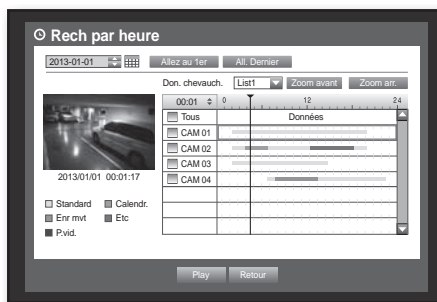 Rech par heure
2013-01-01 Allez au 1er All. Dernier
Don. chevauch. List1 Zoom avant Zoom arr.
00:01 0 12 24
Tous Données
CAM 01
CAM 02
CAM 03
CAM 04
2013/01/01 00:01:17
Standard Calendr.
Enr mvt Etc
P.vid.
Play Retour